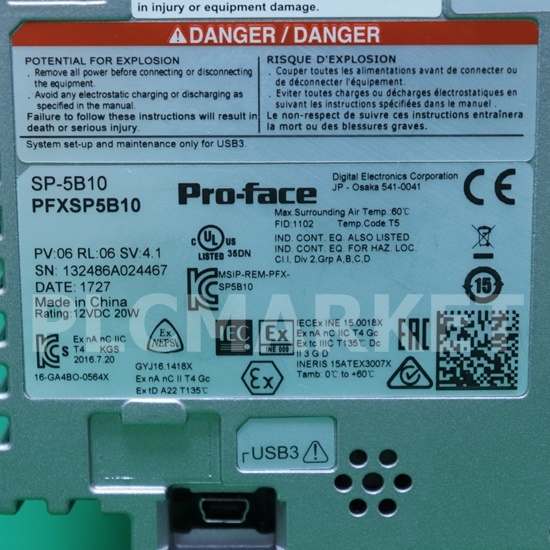 in injury or equipment damage.
⚠DANGER / DANGER
POTENTIAL FOR EXPLOSION
. Remove all power before connecting or disconnecting
the equipment.
. Avoid any electrostatic charging or discharging as
specified in the manual.
Failure to follow these instructions will result in
death or serious injury.
RISQUE D'EXPLOSION
. Couper toutes les alimentations avant de connecter ou
de déconnecter l'équipement.
. Eviter toutes charges ou décharges électrostatiques en
suivant les instructions spécifiées dans le manuel.
Le non-respect de suivre ces instructions entraînera
la mort ou des blessures graves.
System set-up and maintenance only for USB3.
SP-5B10
PFXSP5B10
Pro-face
Digital Electronics Corporation
JP - Osaka 541-0041
CE
PV:06 RL:06 SV:4.1
SN: 132486A024467
DATE: 1727
Made in China
Rating:12VDC 20W
c UL US
LISTED 35DN
Max.Surrounding Air Temp.:60℃
FID:1102 Temp.Code:T5
IND. CONT. EQ. ALSO LISTED
IND. CONT. EQ. FOR HAZ. LOC.
Cl.I, Div 2,Grp A,B,C,D
MSIP-REM-PFX-
SP5B10
15
PLCMARKET
KCs
Ex nA nC IIC
T4 KGS
2016.7.20
16-GA4BO-0564X
Ex
NEPSI
GYJ16.1418X
Ex nA nC II T4 Gc
Ex tD A22 T135℃
IEC Ex
INE 009
Ex
IECEx INE 15.0018X
Ex nA nC IIC T4 Gc
Ex tc IIIC T135℃ Dc
II 3 G D
INERIS 15ATEX3007X
Tamb: 0℃ to +60℃
EAC
USB3